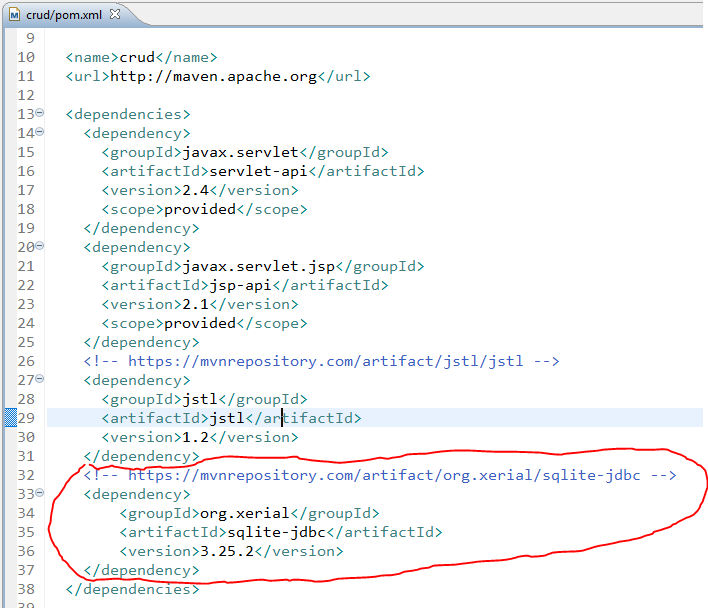 crud/pom.xml
9
10 <name>crud</name>
11 <url>http://maven.apache.org</url>
12
13 <dependencies>
14 <dependency>
15 <groupId>javax.servlet</groupId>
16 <artifactId>servlet-api</artifactId>
17 <version>2.4</version>
18 <scope>provided</scope>
19 </dependency>
20 <dependency>
21 <groupId>javax.servlet.jsp</groupId>
22 <artifactId>jsp-api</artifactId>
23 <version>2.1</version>
24 <scope>provided</scope>
25 </dependency>
26 <!-- https://mvnrepository.com/artifact/jstl/jstl -->
27 <dependency>
28 <groupId>jstl</groupId>
29 <artifactId>jstl</artifactId>
30 <version>1.2</version>
31 </dependency>
32 <!-- https://mvnrepository.com/artifact/org.xerial/sqlite-jdbc -->
33 <dependency>
34 <groupId>org.xerial</groupId>
35 <artifactId>sqlite-jdbc</artifactId>
36 <version>3.25.2</version>
37 </dependency>
38 </dependencies>
39